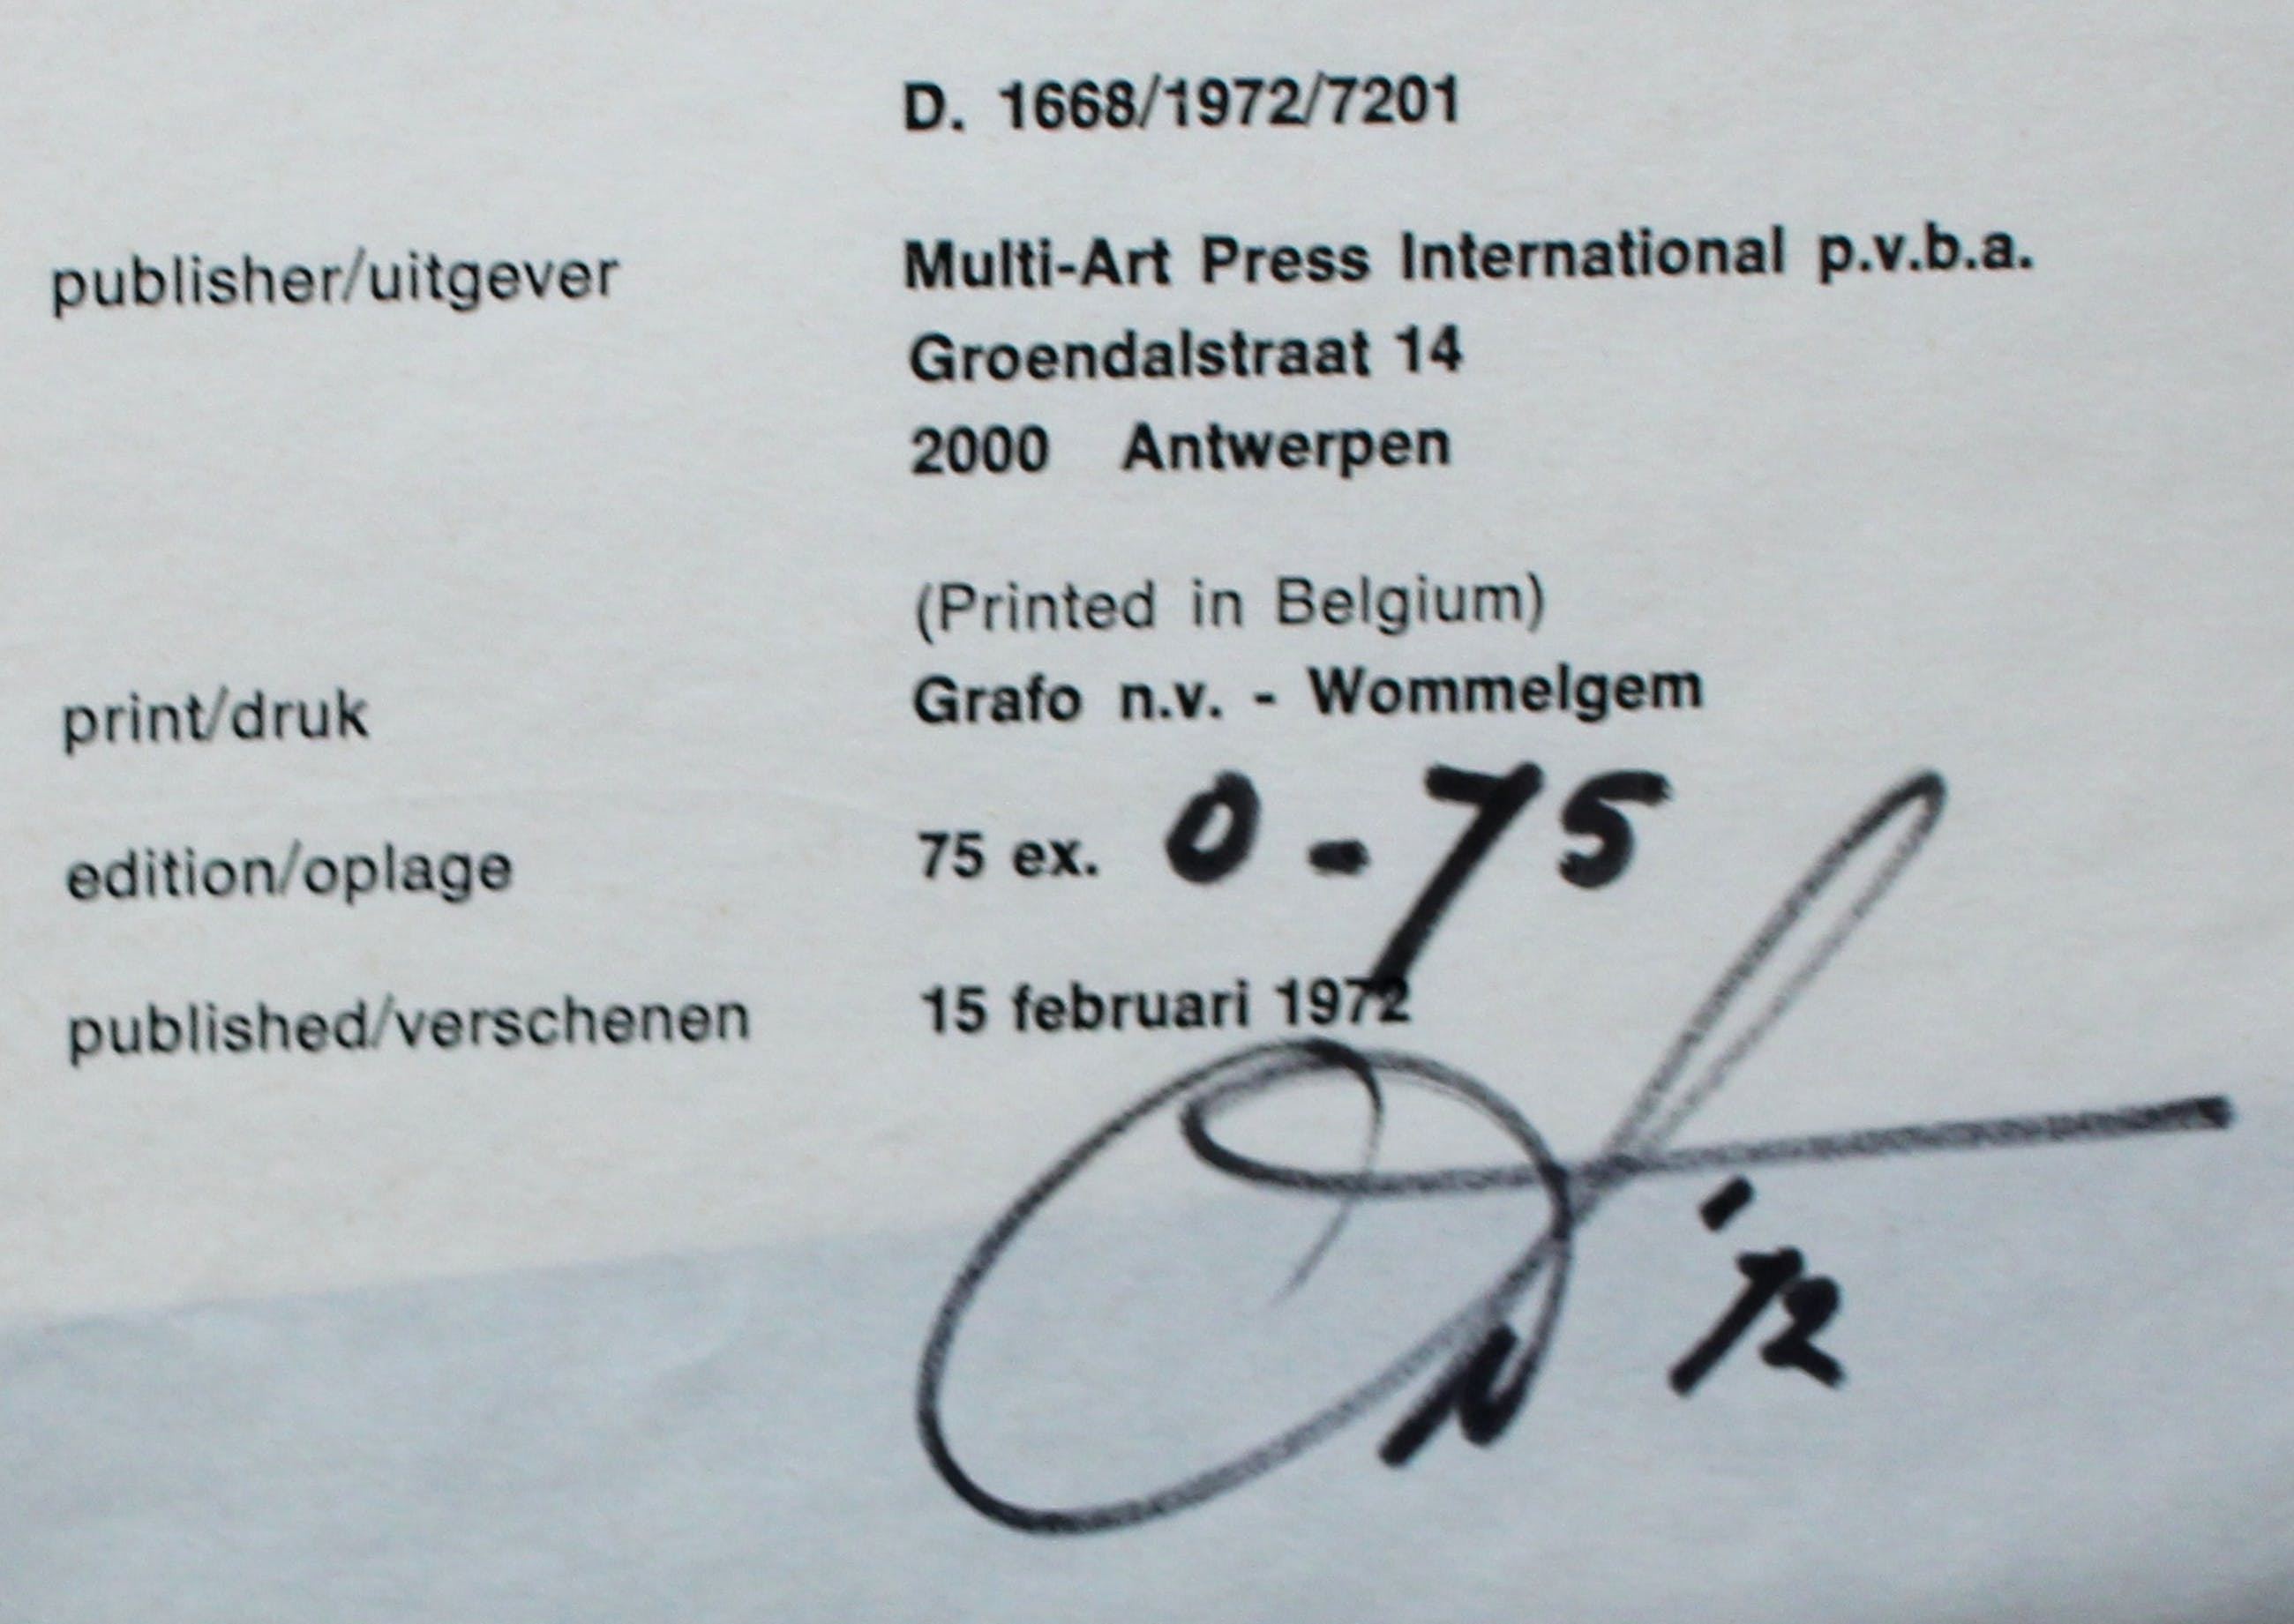 D. 1668/1972/7201
publisher/uitgever Multi-Art Press International p.v.b.a.
Groendalstraat 14
2000 Antwerpen
(Printed in Belgium)
print/druk Grafo n.v. - Wommelgem
edition/oplage 75 ex. 0-75
published/verschenen 15 februari 1972
'72